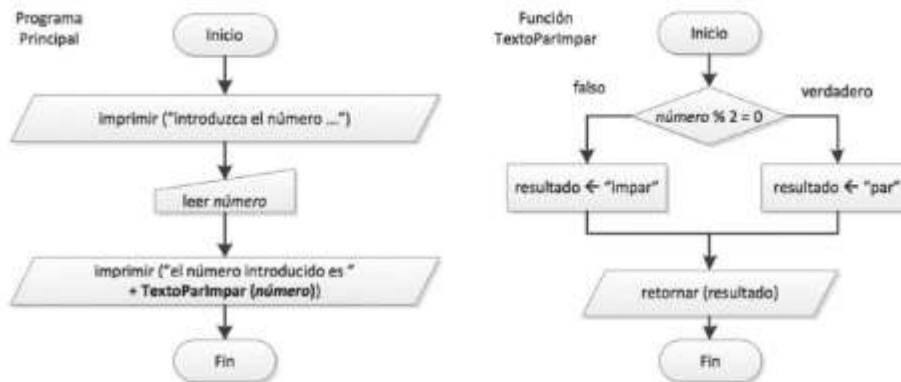 Programa
Principal
Inicio
imprimir ("introduzca el número ...")
leer número
imprimir ("el número introducido es "
+ TextoParImpar (número))
Fin
Función
TextoParImpar
Inicio
falso
verdadero
número % 2 = 0
resultado ← "impar"
resultado ← "par"
retornar (resultado)
Fin